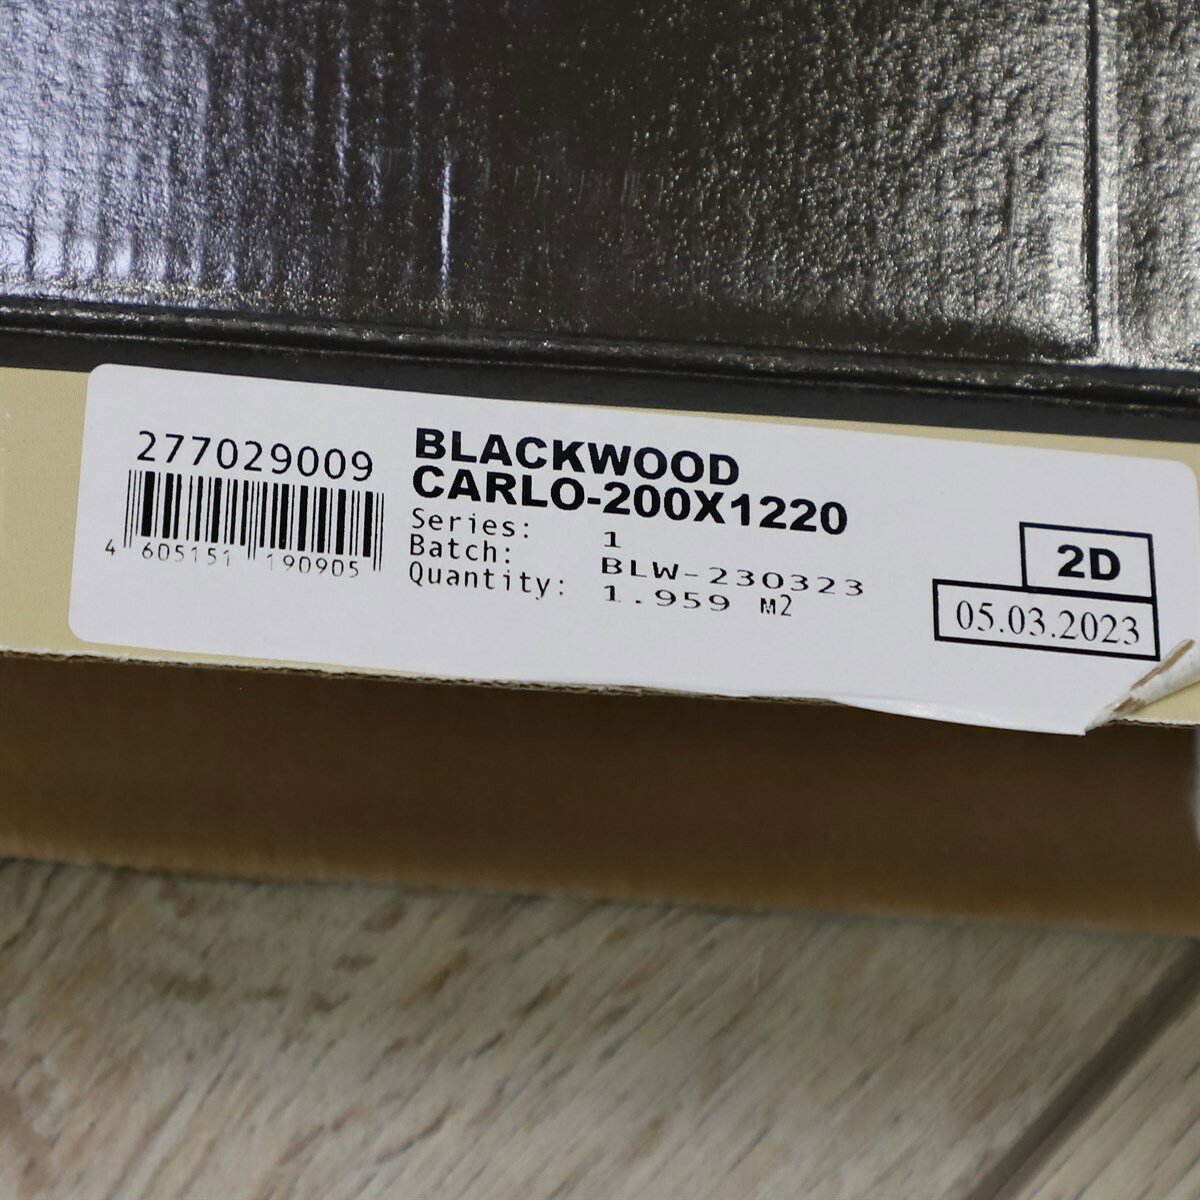 277029009
4 605151 190905
BLACKWOOD
CARLO-200X1220
Series: 1
Batch: BLW-230323
Quantity: 1.959 M2
2D
05.03.2023